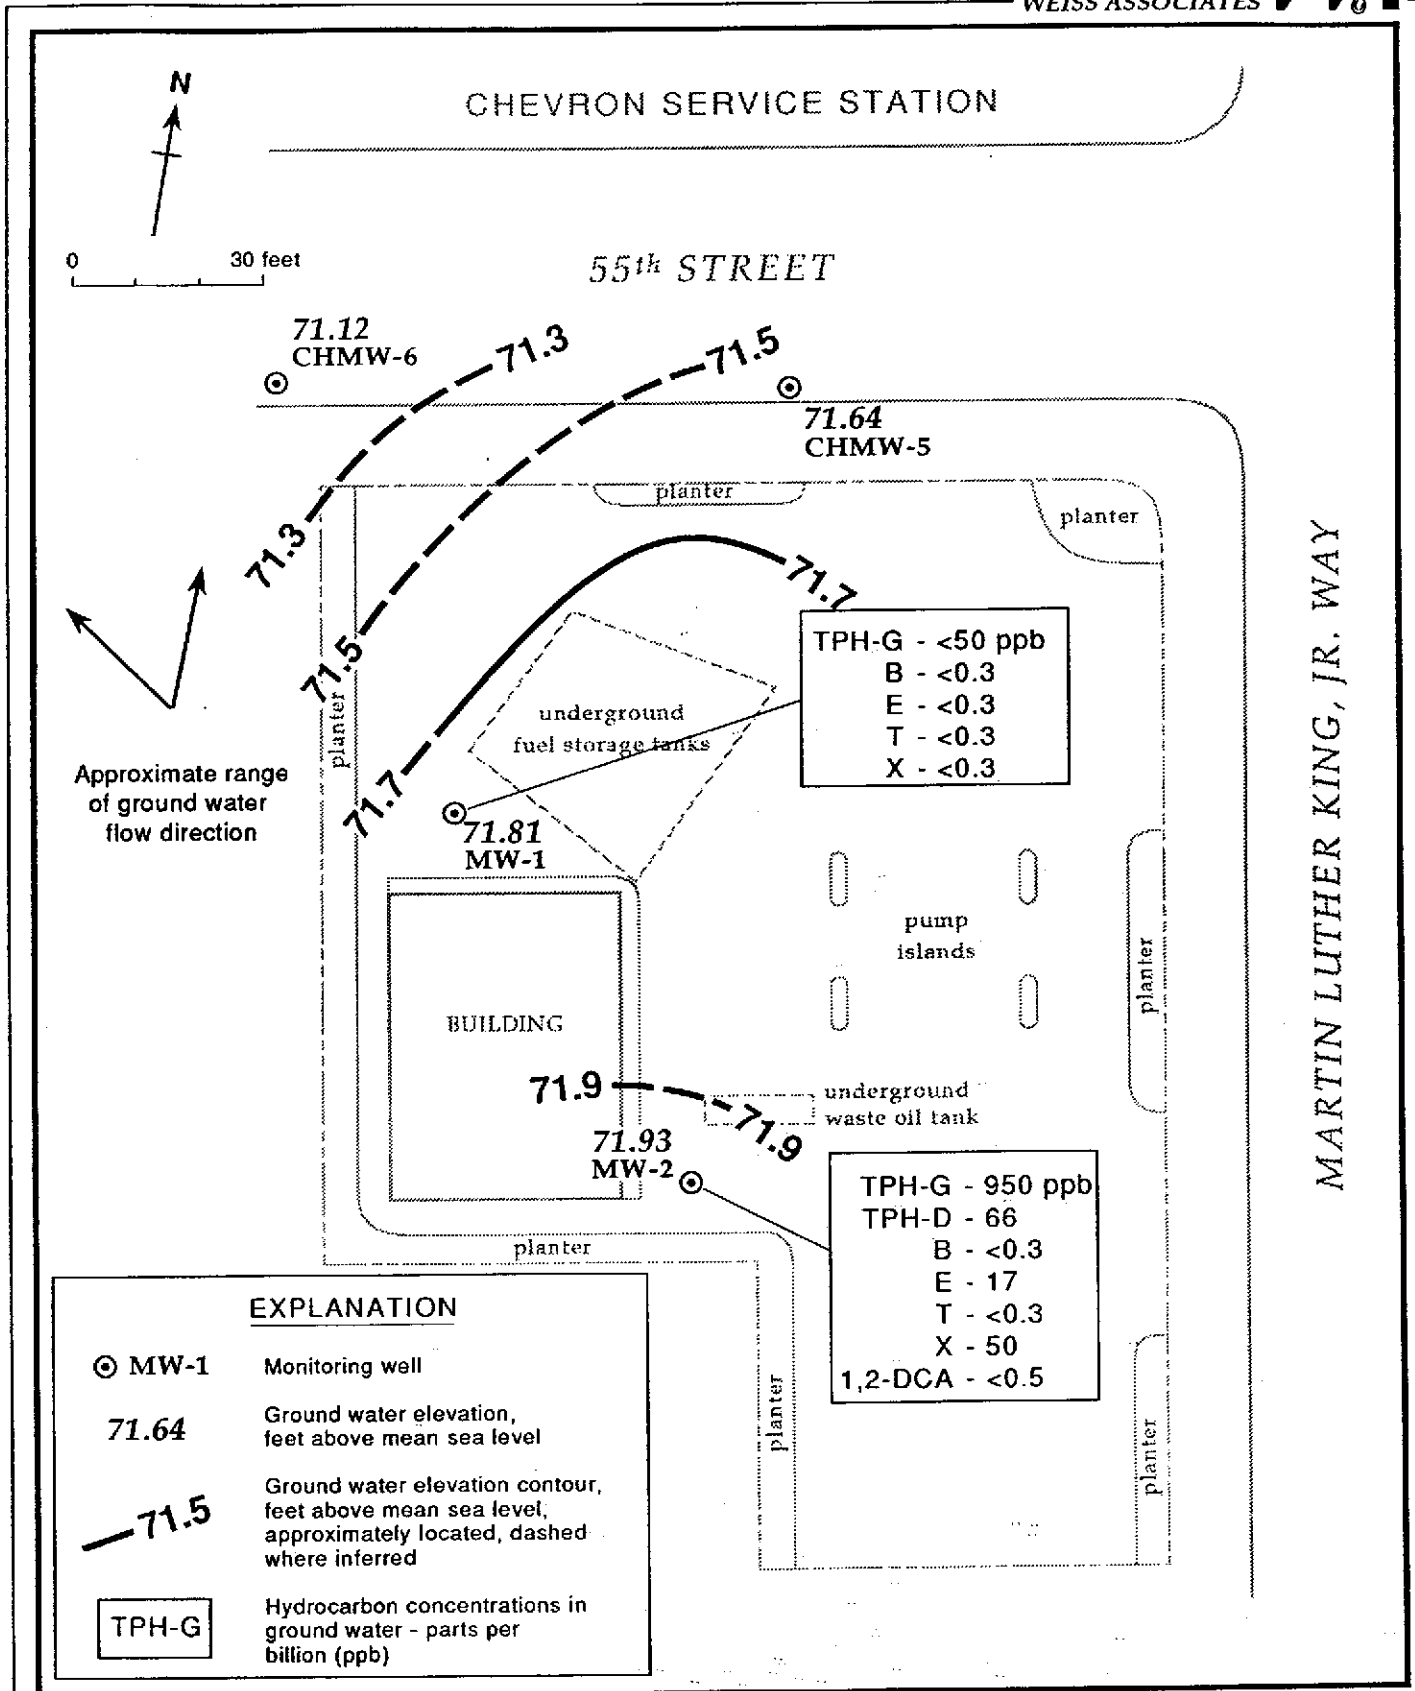 WEISS ASSOCIATES
N
CHEVRON SERVICE STATION
0 30 feet
55th STREET
71.12
CHMW-6
71.3
71.5
71.64
CHMW-5
planter
planter
71.3
71.7
MARTIN LUTHER KING, JR. WAY
TPH-G - <50 ppb
B - <0.3
E - <0.3
T - <0.3
X - <0.3
71.5
planter
underground
fuel storage tanks
Approximate range
of ground water
flow direction
71.7
71.81
MW-1
pump
islands
planter
BUILDING
71.9
underground
waste oil tank
71.9
71.93
MW-2
TPH-G - 950 ppb
TPH-D - 66
B - <0.3
E - 17
T - <0.3
X - 50
1,2-DCA - <0.5
planter
planter
planter
EXPLANATION
MW-1 Monitoring well
71.64 Ground water elevation,
feet above mean sea level
71.5 Ground water elevation contour,
feet above mean sea level,
approximately located, dashed
where inferred
TPH-G Hydrocarbon concentrations in
ground water - parts per
billion (ppb)